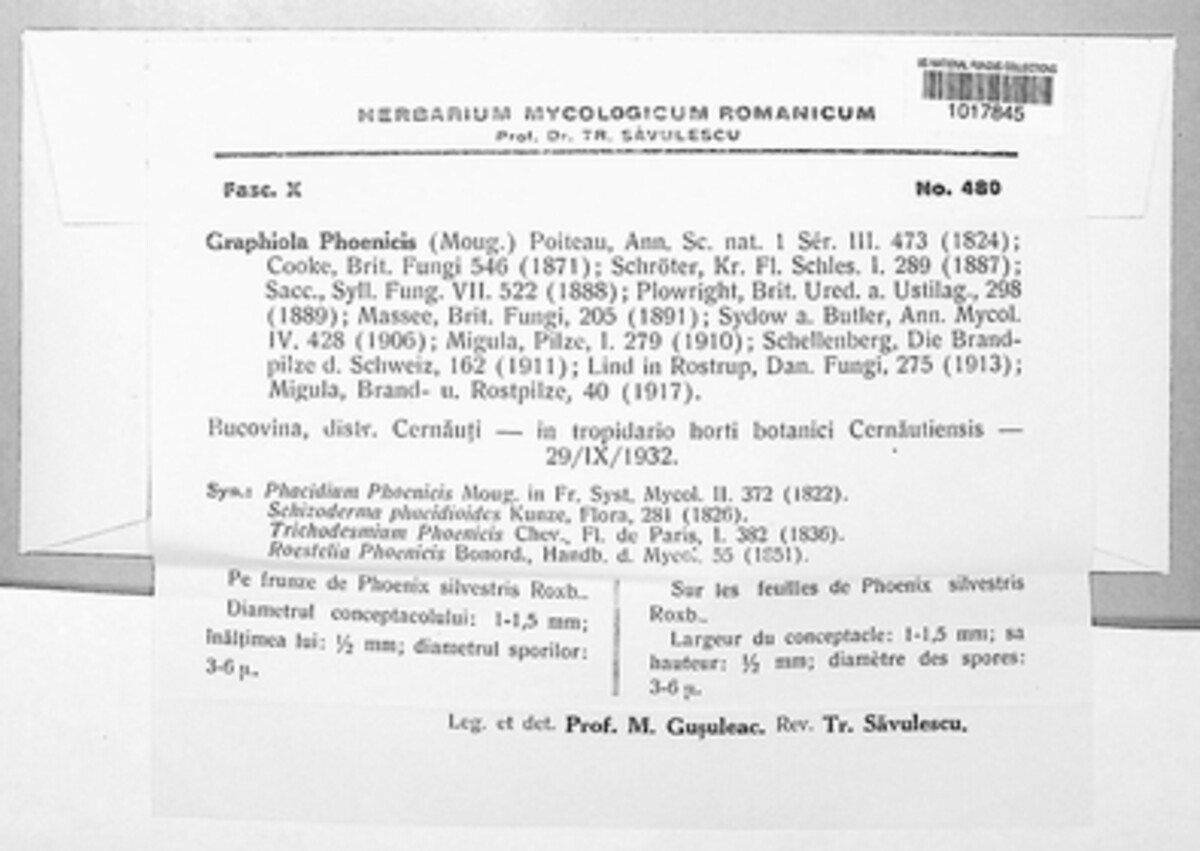 US NATIONAL FUNGUS COLLECTIONS
1017845
HERBARIUM MYCOLOGICUM ROMANICUM
Prof. Dr. TR. SĂVULESCU
Fasc. X
No. 480
Graphiola Phoenicis (Moug.) Poiteau, Ann. Sc. nat. 1 Sér. III. 473 (1824);
Cooke, Brit. Fungi 546 (1871); Schröter, Kr. Fl. Schles. I. 289 (1887);
Sacc., Syll. Fung. VII. 522 (1888); Plowright, Brit. Ured. a. Ustilag., 298
(1889); Massee, Brit. Fungi, 205 (1891); Sydow a. Butler, Ann. Mycol.
IV. 428 (1906); Migula, Pilze, I. 279 (1910); Schellenberg, Die Brand-
pilze d. Schweiz, 162 (1911); Lind in Rostrup, Dan. Fungi, 275 (1913);
Migula, Brand- u. Rostpilze, 40 (1917).
Bucovina, distr. Cernăuți — in tropidario horti botanici Cernăutiensis —
29/IX/1932.
Syn.: Phacidium Phoenicis Moug. in Fr. Syst. Mycol. II. 372 (1822).
Schizoderma phacidioides Kunze, Flora, 281 (1826).
Trichodesmium Phoenicis Chev., Fl. de Paris, I. 382 (1836).
Roestelia Phoenicis Bonord., Handb. d. Mycol. 55 (1851).
Pe frunze de Phoenix silvestris Roxb..
Diametrul conceptacolului: 1-1,5 mm;
înălțimea lui: ½ mm; diametrul sporilor:
3-6 µ.
Sur les feuilles de Phoenix silvestris
Roxb..
Largeur du conceptacle: 1-1,5 mm; sa
hauteur: ½ mm; diamètre des spores:
3-6 µ.
Leg. et det. Prof. M. Gușuleac. Rev. Tr. Săvulescu.